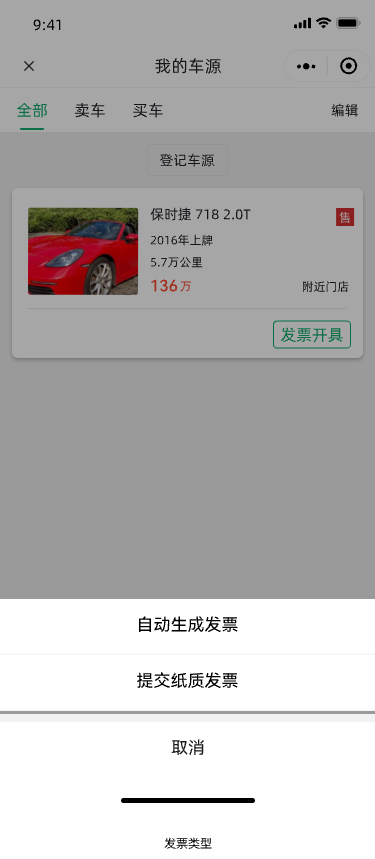 9:41
我的车源
全部 卖车 买车 编辑
登记车源
保时捷 718 2.0T 售
2016年上牌
5.7万公里
136 万 附近门店
发票开具
自动生成发票
提交纸质发票
取消
发票类型